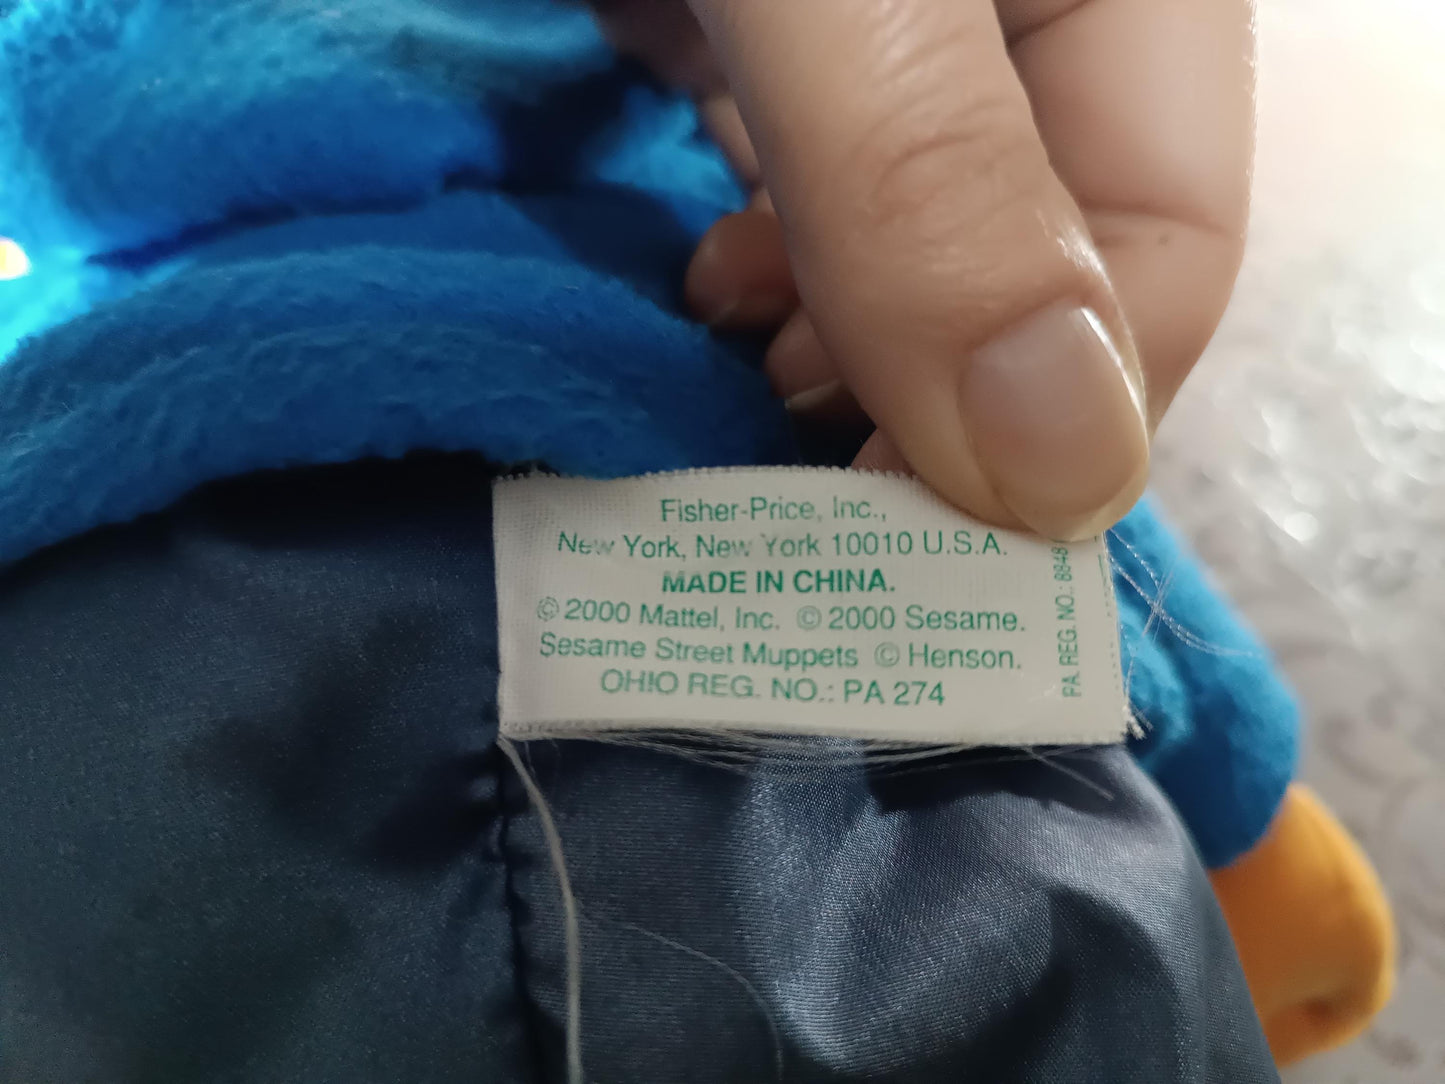 Fisher-Price, Inc.,
New York, New York 10010 U.S.A.
MADE IN CHINA.
© 2000 Mattel, Inc. © 2000 Sesame.
Sesame Street Muppets © Henson.
OHIO REG. NO.: PA 274
PA. REG. NO.: 8848